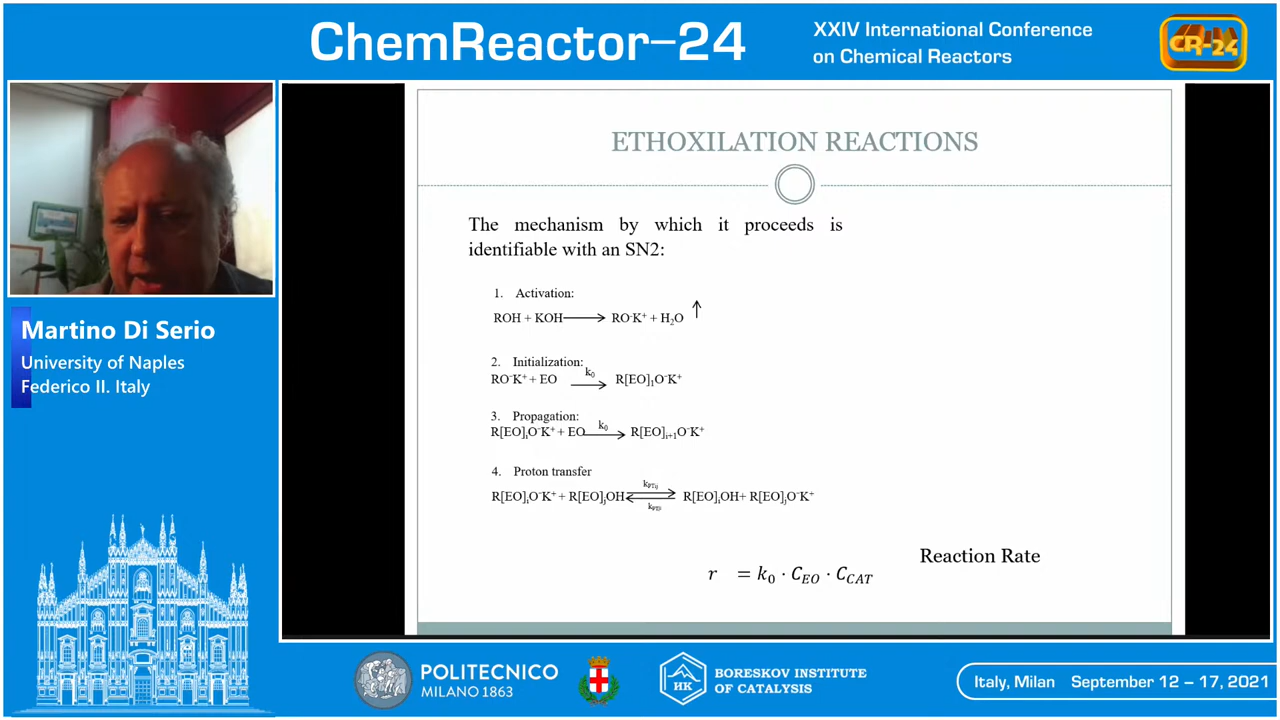 ChemReactor–24
XXIV International Conference
on Chemical Reactors
CR-24
ETHOXILATION REACTIONS
The mechanism by which it proceeds is
identifiable with an SN2:
1. Activation:
ROH + KOH⟶ RO⁻K⁺ + H₂O ↑
2. Initialization:
k₀
RO⁻K⁺ + EO ⟶ R[EO]₁O⁻K⁺
3. Propagation:
k₀
R[EO]ᵢO⁻K⁺ + EO ⟶ R[EO]ᵢ₊₁O⁻K⁺
4. Proton transfer
R[EO]ᵢO⁻K⁺ + R[EO]ⱼOH ⇌ R[EO]ᵢOH+ R[EO]ⱼO⁻K⁺
Reaction Rate
r = k₀ · C_EO · C_CAT
Martino Di Serio
University of Naples
Federico II. Italy
POLITECNICO
MILANO 1863
HK
BORESKOV INSTITUTE
OF CATALYSIS
Italy, Milan September 12 – 17, 2021